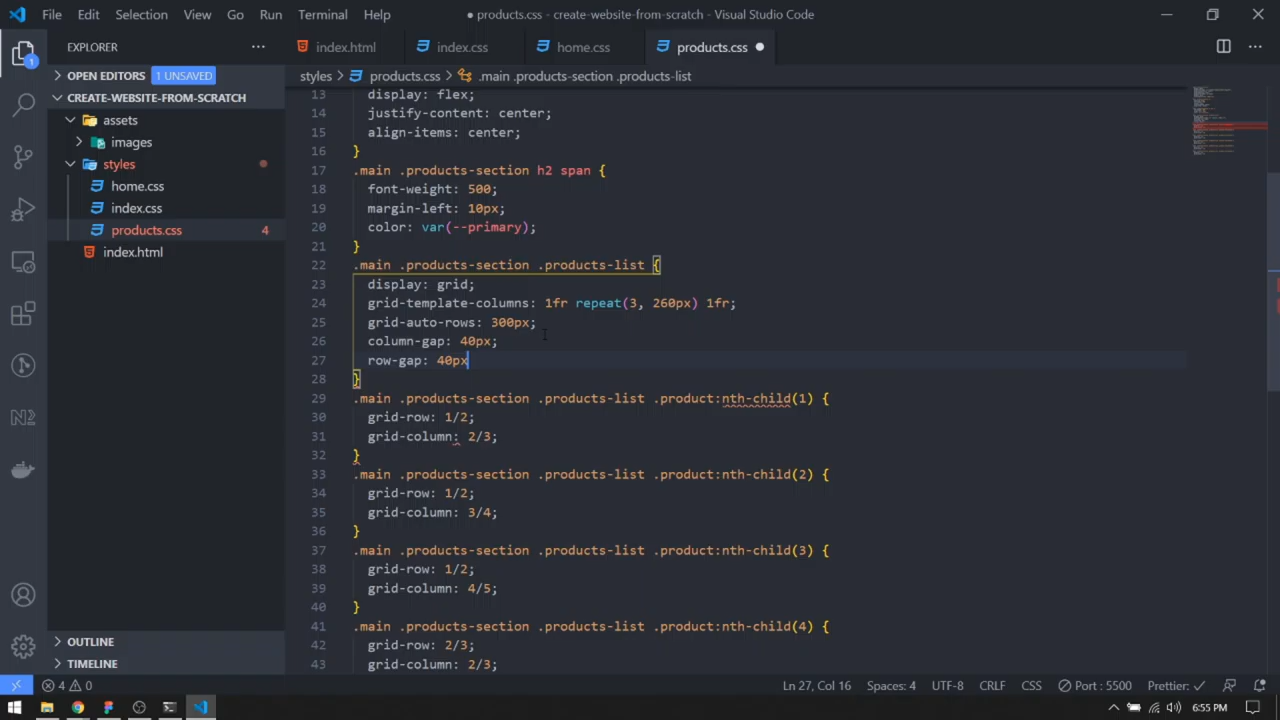 File Edit Selection View Go Run Terminal Help
● products.css - create-website-from-scratch - Visual Studio Code
EXPLORER
index.html
index.css
home.css
products.css
OPEN EDITORS 1 UNSAVED
styles > products.css > .main .products-section .products-list
CREATE-WEBSITE-FROM-SCRATCH
assets
images
styles
home.css
index.css
products.css 4
index.html
OUTLINE
TIMELINE
1
13 display: flex;
14 justify-content: center;
15 align-items: center;
16 }
17 .main .products-section h2 span {
18 font-weight: 500;
19 margin-left: 10px;
20 color: var(--primary);
21 }
22 .main .products-section .products-list {
23 display: grid;
24 grid-template-columns: 1fr repeat(3, 260px) 1fr;
25 grid-auto-rows: 300px;
26 column-gap: 40px;
27 row-gap: 40px
28 }
29 .main .products-section .products-list .product:nth-child(1) {
30 grid-row: 1/2;
31 grid-column: 2/3;
32 }
33 .main .products-section .products-list .product:nth-child(2) {
34 grid-row: 1/2;
35 grid-column: 3/4;
36 }
37 .main .products-section .products-list .product:nth-child(3) {
38 grid-row: 1/2;
39 grid-column: 4/5;
40 }
41 .main .products-section .products-list .product:nth-child(4) {
42 grid-row: 2/3;
43 grid-column: 2/3;
4 0 Ln 27, Col 16 Spaces: 4 UTF-8 CRLF CSS Port : 5500 Prettier: ✓
6:55 PM